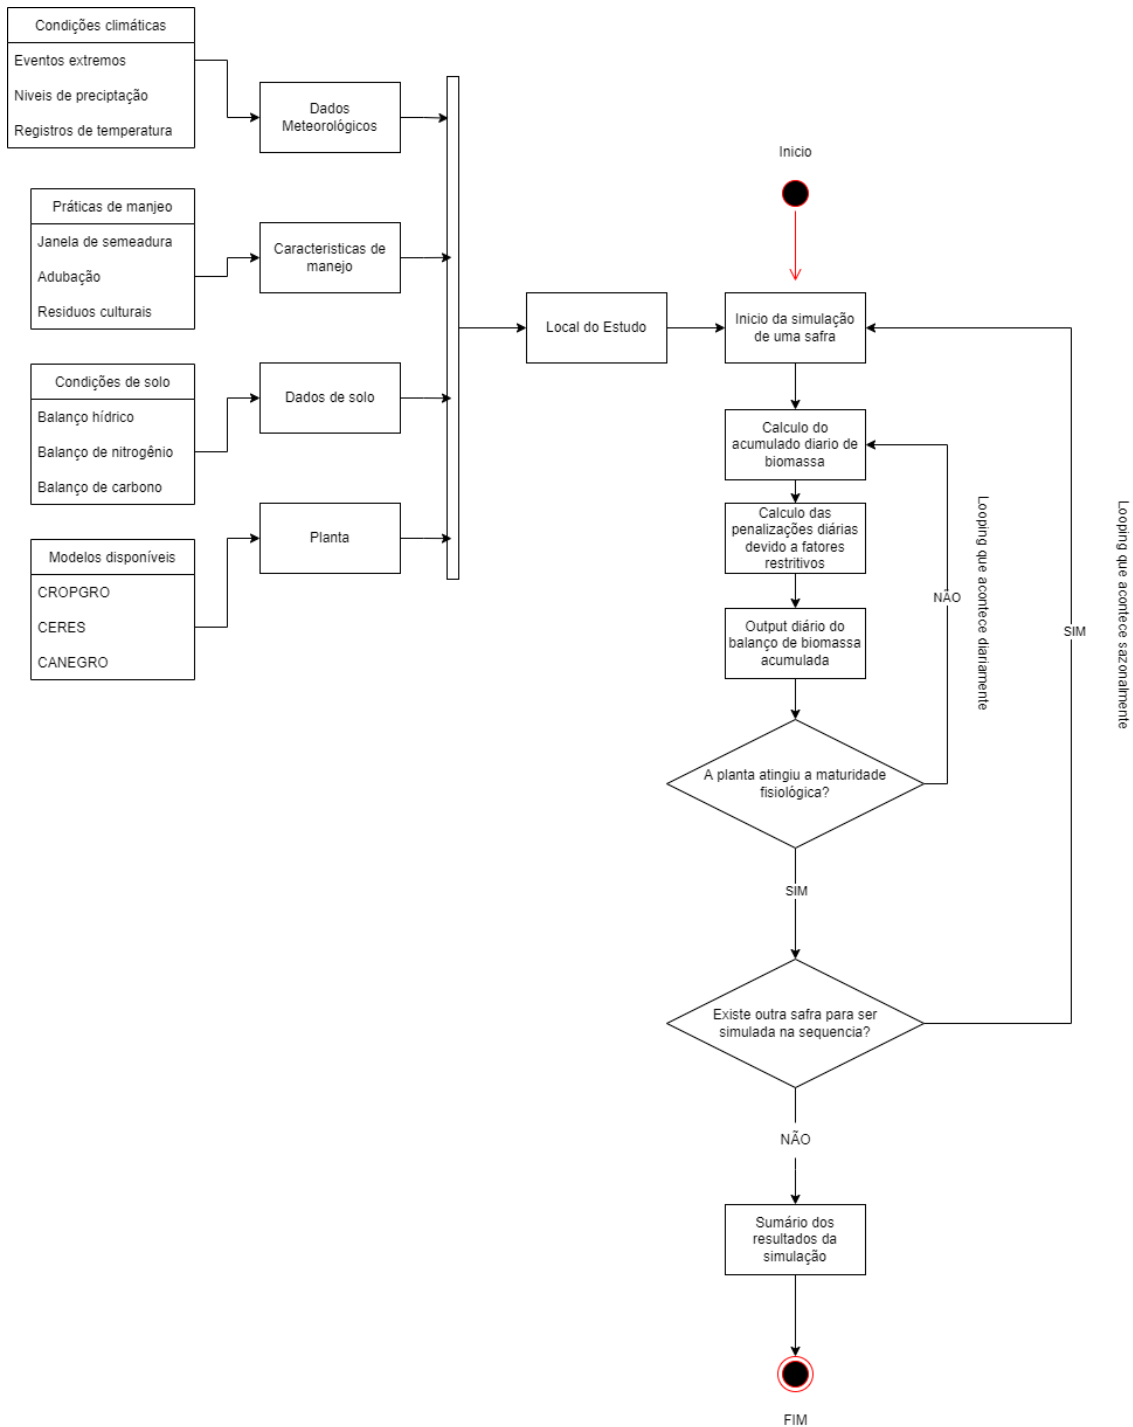 Condições climáticas
Eventos extremos
Niveis de preciptação
Registros de temperatura
Dados
Meteorológicos
Práticas de manjeo
Janela de semeadura
Adubação
Residuos culturais
Caracteristicas de
manejo
Condições de solo
Balanço hídrico
Balanço de nitrogênio
Balanço de carbono
Dados de solo
Modelos disponíveis
CROPGRO
CERES
CANEGRO
Planta
Local do Estudo
Inicio
Inicio da simulação
de uma safra
Calculo do
acumulado diario de
biomassa
Calculo das
penalizações diárias
devido a fatores
restritivos
Output diário do
balanço de biomassa
acumulada
A planta atingiu a maturidade
fisiológica?
NÃO
Looping que acontece diariamente
SIM
Looping que acontece sazonalmente
SIM
Existe outra safra para ser
simulada na sequencia?
NÃO
Sumário dos
resultados da
simulação
FIM